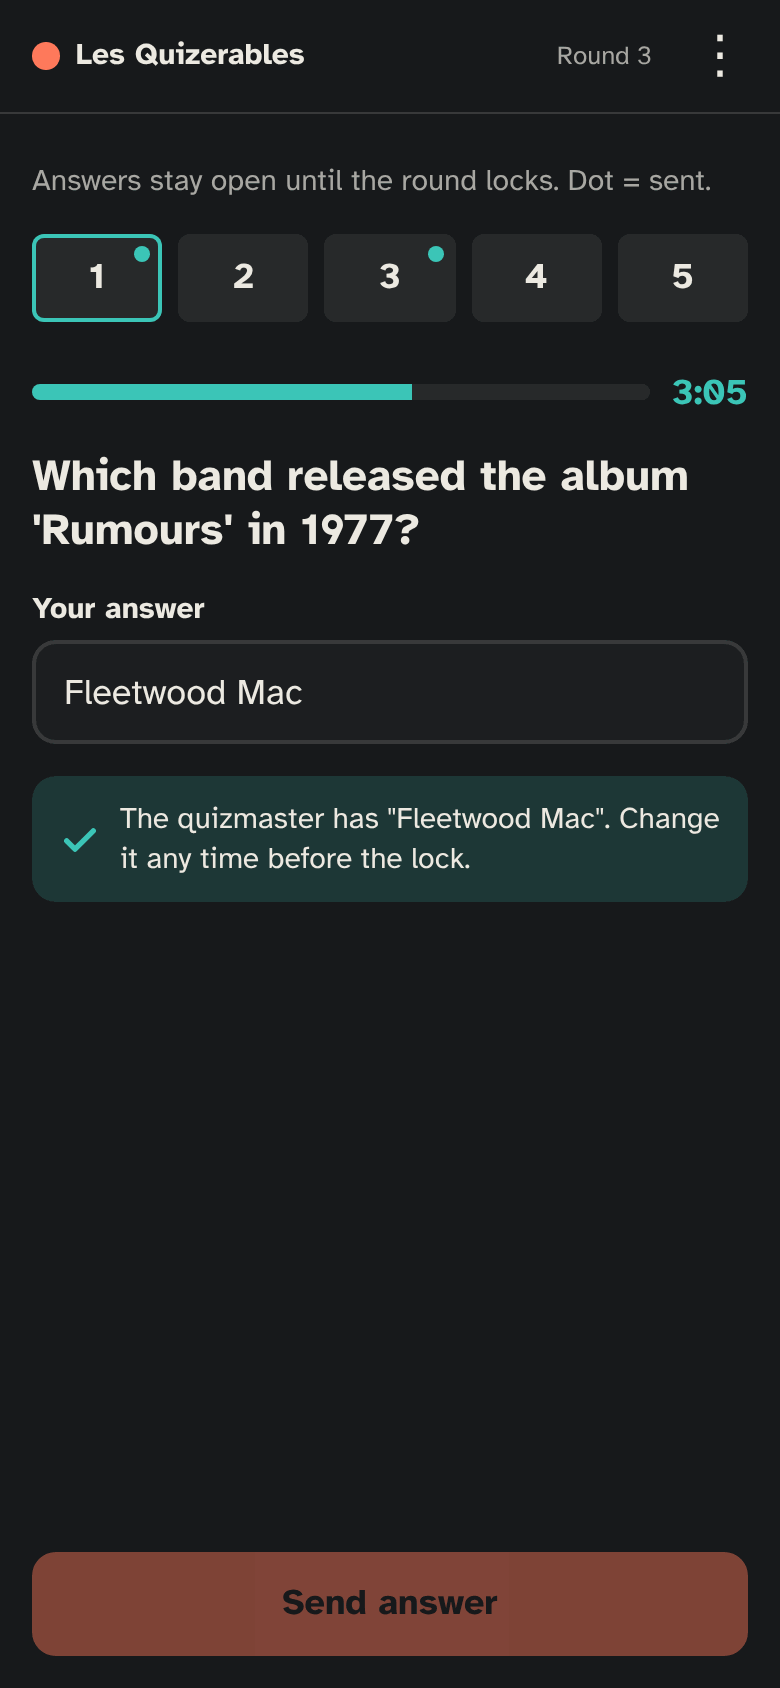 Les Quizerables
Round 3
Answers stay open until the round locks. Dot = sent.
1
2
3
4
5
3:05
Which band released the album
'Rumours' in 1977?
Your answer
Fleetwood Mac
The quizmaster has "Fleetwood Mac". Change
it any time before the lock.
Send answer